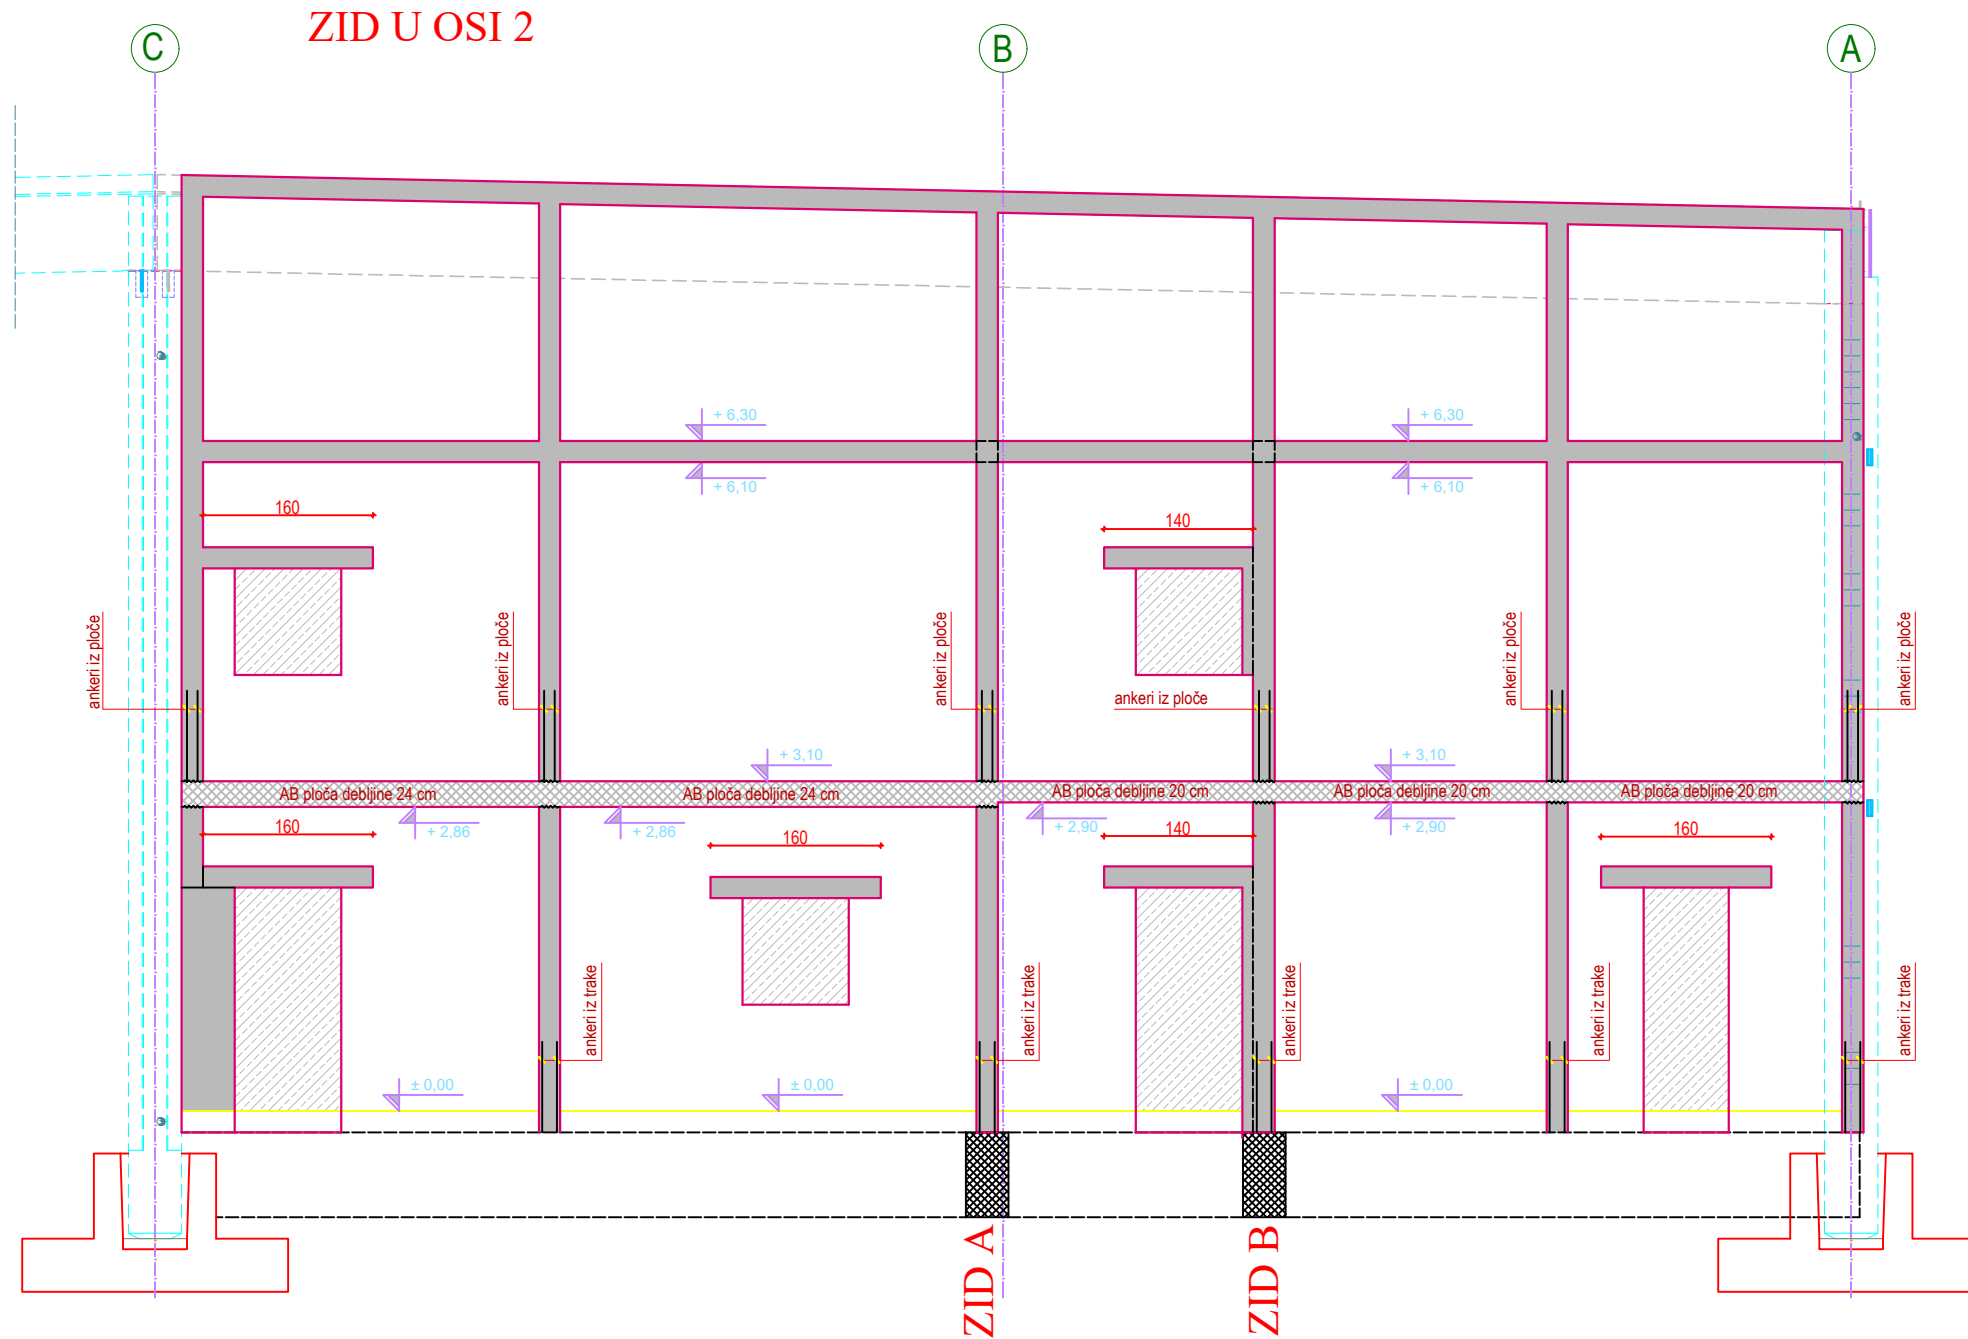 ZID U OSI 2
C
B
A
+ 6,30
+ 6,30
+ 6,10
+ 6,10
160
140
ankeri iz ploče
ankeri iz ploče
ankeri iz ploče
ankeri iz ploče
ankeri iz ploče
ankeri iz ploče
+ 3,10
+ 3,10
AB ploča debljine 24 cm
AB ploča debljine 24 cm
AB ploča debljine 20 cm
AB ploča debljine 20 cm
AB ploča debljine 20 cm
160
+ 2,86
+ 2,86
160
+ 2,90
140
+ 2,90
160
ankeri iz trake
ankeri iz trake
ankeri iz trake
ankeri iz trake
ankeri iz trake
± 0,00
± 0,00
± 0,00
ZID A
ZID B